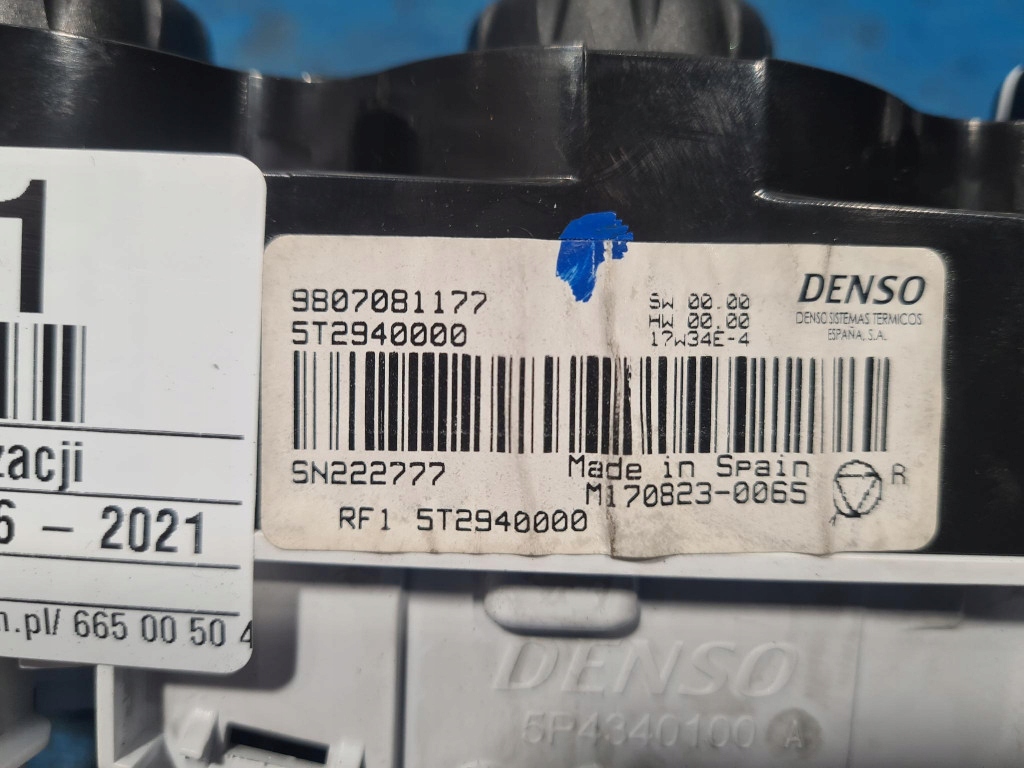 1
zacji
6 - 2021
n.pl/ 665 00 50 4
9807081177
5T2940000
SW 00.00
HW 00.00
17W34E-4
DENSO
DENSO SISTEMAS TERMICOS
ESPAÑA, S.A.
SN222777
Made in Spain
M170823-0065
R
RF1 5T2940000
DENSO
5P4340100 A